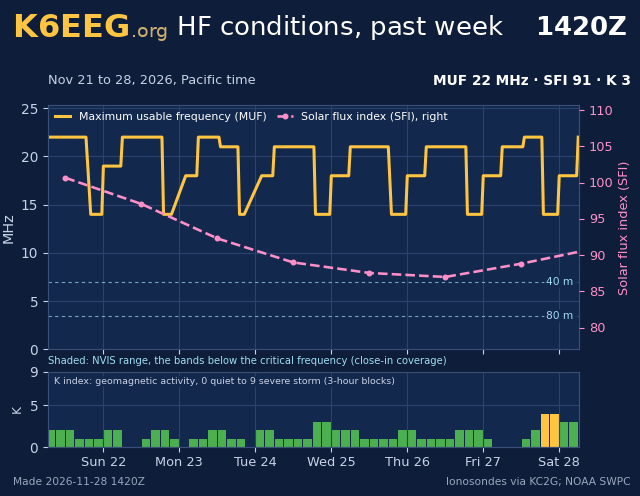 K6EEG.org HF conditions, past week 1420Z
Nov 21 to 28, 2026, Pacific time MUF 22 MHz · SFI 91 · K 3
Maximum usable frequency (MUF) Solar flux index (SFI), right
25
20
15
10
5
0
MHz
110
105
100
95
90
85
80
Solar flux index (SFI)
40 m
80 m
Shaded: NVIS range, the bands below the critical frequency (close-in coverage)
K index: geomagnetic activity, 0 quiet to 9 severe storm (3-hour blocks)
9
5
0
K
Sun 22 Mon 23 Tue 24 Wed 25 Thu 26 Fri 27 Sat 28
Made 2026-11-28 1420Z Ionosondes via KC2G; NOAA SWPC